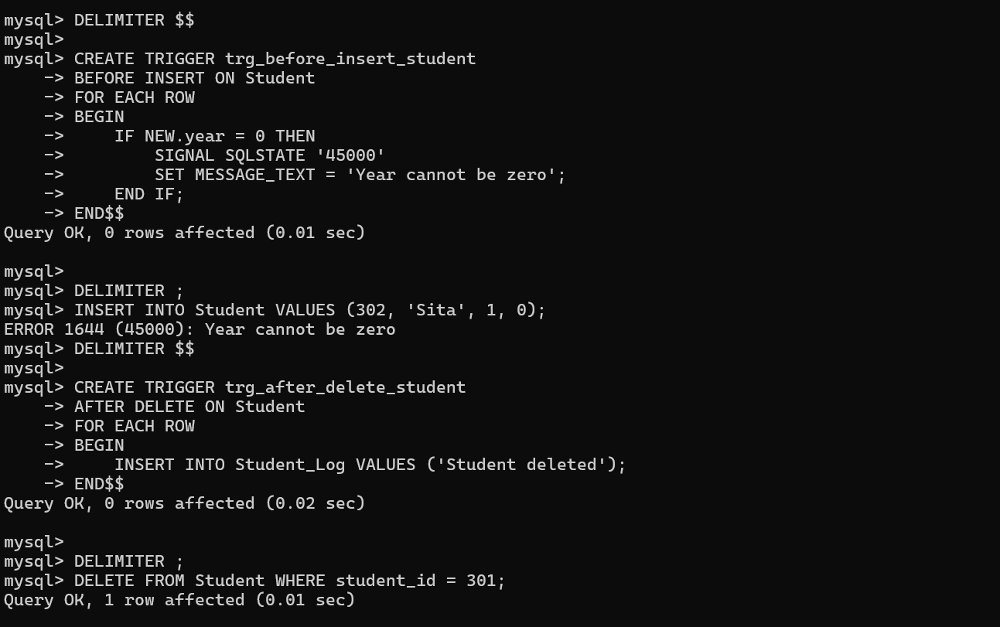 mysql> DELIMITER $$
mysql>
mysql> CREATE TRIGGER trg_before_insert_student
    -> BEFORE INSERT ON Student
    -> FOR EACH ROW
    -> BEGIN
    ->     IF NEW.year = 0 THEN
    ->         SIGNAL SQLSTATE '45000'
    ->         SET MESSAGE_TEXT = 'Year cannot be zero';
    ->     END IF;
    -> END$$
Query OK, 0 rows affected (0.01 sec)

mysql>
mysql> DELIMITER ;
mysql> INSERT INTO Student VALUES (302, 'Sita', 1, 0);
ERROR 1644 (45000): Year cannot be zero
mysql> DELIMITER $$
mysql>
mysql> CREATE TRIGGER trg_after_delete_student
    -> AFTER DELETE ON Student
    -> FOR EACH ROW
    -> BEGIN
    ->     INSERT INTO Student_Log VALUES ('Student deleted');
    -> END$$
Query OK, 0 rows affected (0.02 sec)

mysql>
mysql> DELIMITER ;
mysql> DELETE FROM Student WHERE student_id = 301;
Query OK, 1 row affected (0.01 sec)